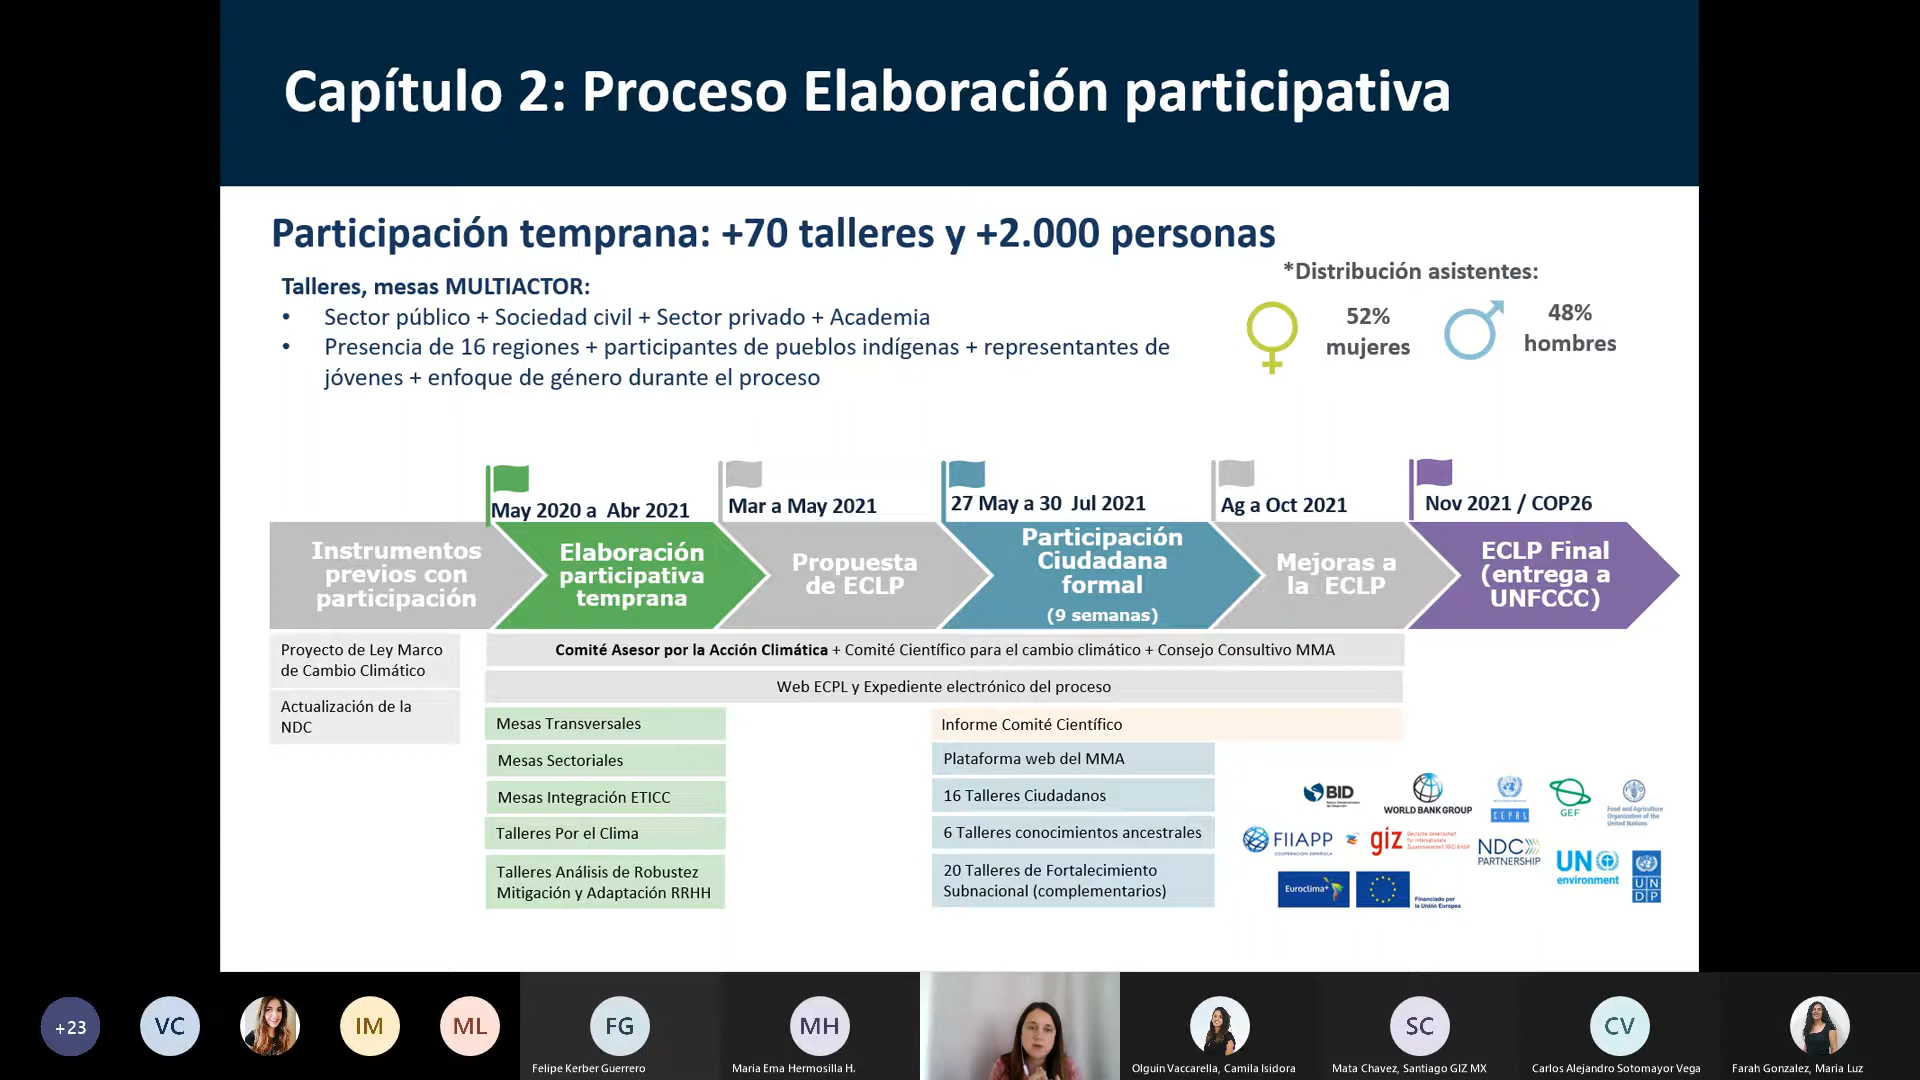 Capítulo 2: Proceso Elaboración participativa
Participación temprana: +70 talleres y +2.000 personas
Talleres, mesas MULTIACTOR:
• Sector público + Sociedad civil + Sector privado + Academia
• Presencia de 16 regiones + participantes de pueblos indígenas + representantes de
jóvenes + enfoque de género durante el proceso
*Distribución asistentes:
52%
mujeres
48%
hombres
May 2020 a Abr 2021
Mar a May 2021
27 May a 30 Jul 2021
Ag a Oct 2021
Nov 2021 / COP26
Instrumentos
previos con
participación
Elaboración
participativa
temprana
Propuesta
de ECLP
Participación
Ciudadana
formal
(9 semanas)
Mejoras a
la ECLP
ECLP Final
(entrega a
UNFCCC)
Proyecto de Ley Marco
de Cambio Climático
Actualización de la
NDC
Comité Asesor por la Acción Climática + Comité Científico para el cambio climático + Consejo Consultivo MMA
Web ECPL y Expediente electrónico del proceso
Mesas Transversales
Mesas Sectoriales
Mesas Integración ETICC
Talleres Por el Clima
Talleres Análisis de Robustez
Mitigación y Adaptación RRHH
Informe Comité Científico
Plataforma web del MMA
16 Talleres Ciudadanos
6 Talleres conocimientos ancestrales
20 Talleres de Fortalecimiento
Subnacional (complementarios)
BID
WORLD BANK GROUP
CEPAL
GEF
Food and Agriculture
Organization of the
United Nations
FIIAPP
COOPERACIÓN ESPAÑOLA
giz
NDC
PARTNERSHIP
UN
environment
UN
DP
Euroclima+
Financiado por
la Unión Europea
+23
VC
IM
ML
FG
Felipe Kerber Guerrero
MH
Maria Ema Hermosilla H.
Olguin Vaccarella, Camila Isidora
SC
Mata Chavez, Santiago GIZ MX
CV
Carlos Alejandro Sotomayor Vega
Farah Gonzalez, Maria Luz